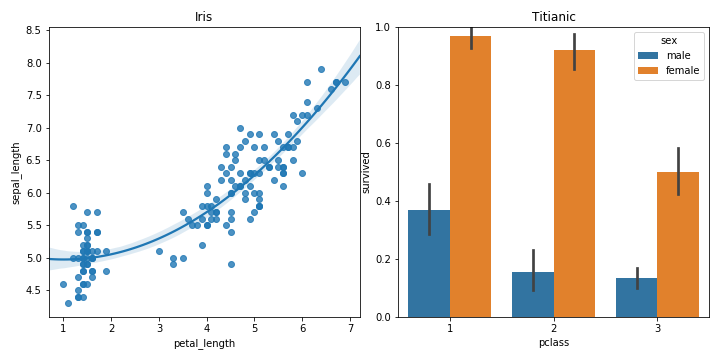 Iris
8.5
8.0
7.5
7.0
6.5
6.0
5.5
5.0
4.5
sepal_length
1
2
3
4
5
6
7
petal_length
Titianic
1.0
0.8
0.6
0.4
0.2
0.0
survived
sex
male
female
1
2
3
pclass